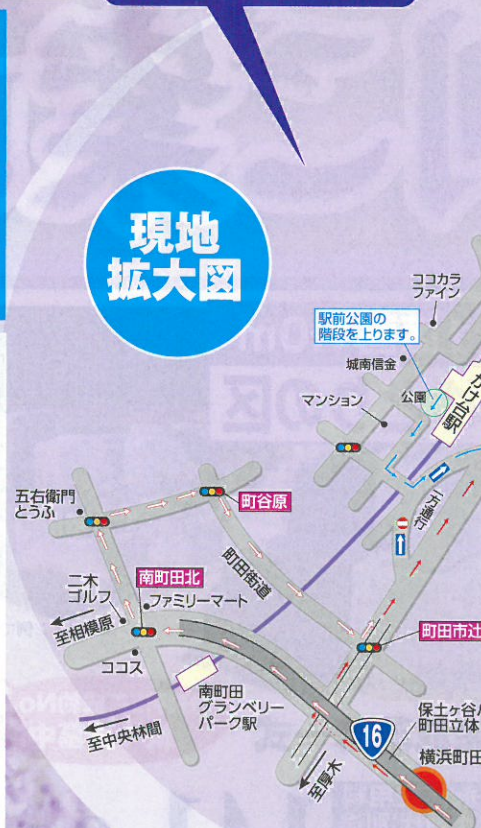 現地
拡大図
ココカラ
ファイン
駅前公園の
階段を上ります。
城南信金
マンション
公園
け台駅
一方通行
五右衛門
とうふ
町谷原
町田街道
二木
ゴルフ
南町田北
ファミリーマート
至相模原
ココス
町田市辻
南町田
グランベリー
パーク駅
至中央林間
16
至厚木
保土ヶ谷バ
町田立体
横浜町田